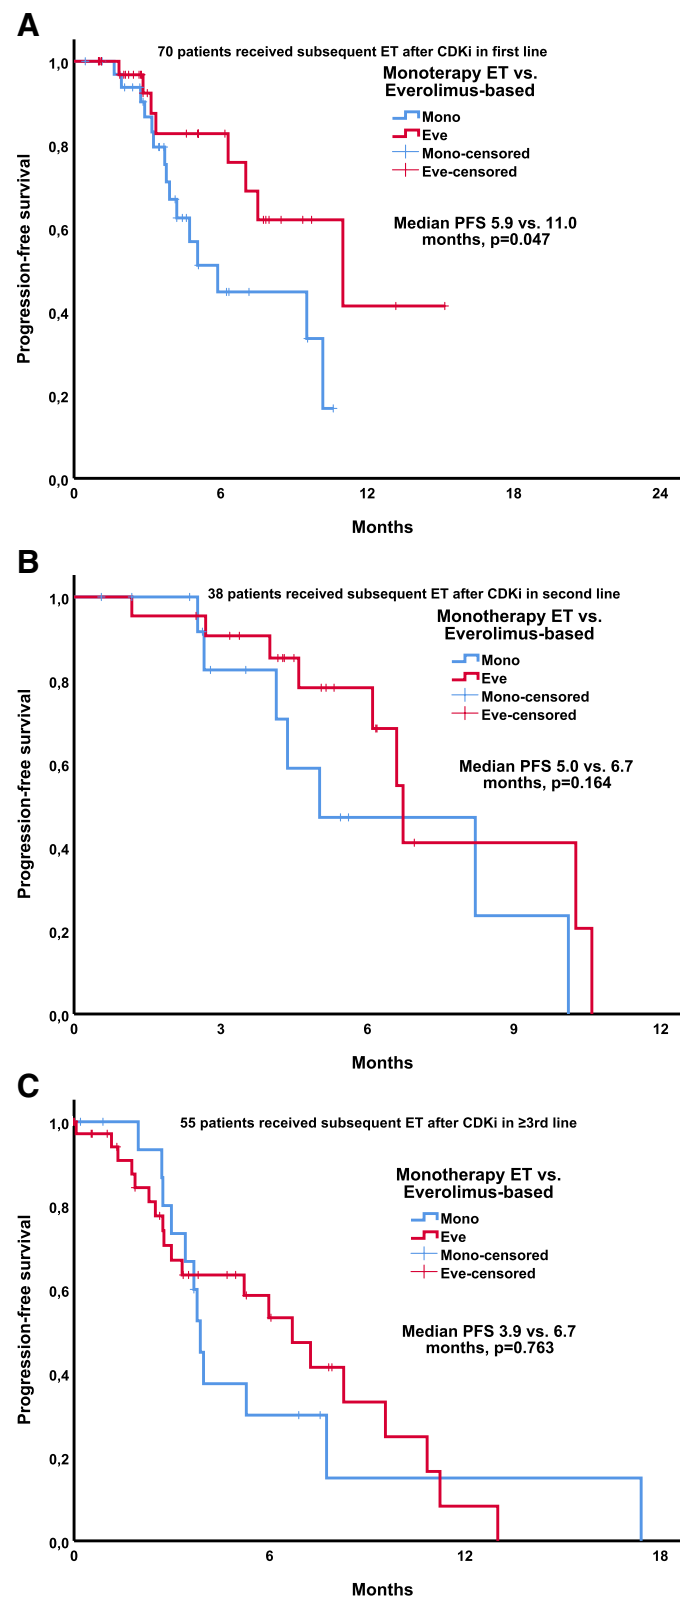 A
70 patients received subsequent ET after CDKi in first line
Monoterapy ET vs.
Everolimus-based
Mono
Eve
Mono-censored
Eve-censored
Median PFS 5.9 vs. 11.0
months, p=0.047
Progression-free survival
1,0
0,8
0,6
0,4
0,2
0,0
0 6 12 18 24
Months
B
38 patients received subsequent ET after CDKi in second line
Monotherapy ET vs.
Everolimus-based
Mono
Eve
Mono-censored
Eve-censored
Median PFS 5.0 vs. 6.7
months, p=0.164
Progression-free survival
1,0
0,8
0,6
0,4
0,2
0,0
0 3 6 9 12
Months
C
55 patients received subsequent ET after CDKi in ≥3rd line
Monotherapy ET vs.
Everolimus-based
Mono
Eve
Mono-censored
Eve-censored
Median PFS 3.9 vs. 6.7
months, p=0.763
Progression-free survival
1,0
0,8
0,6
0,4
0,2
0,0
0 6 12 18
Months